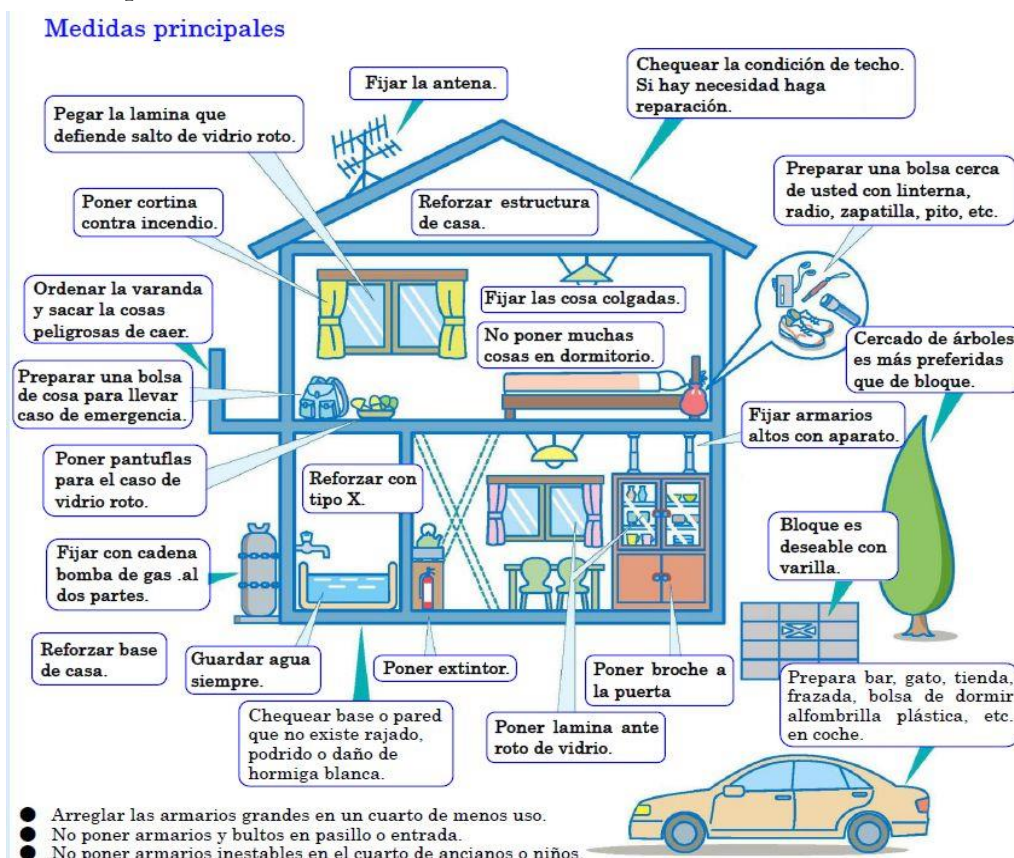 Medidas principales
Fijar la antena.
Chequear la condición de techo.
Si hay necesidad haga
reparación.
Pegar la lamina que
defiende salto de vidrio roto.
Preparar una bolsa cerca
de usted con linterna,
radio, zapatilla, pito, etc.
Poner cortina
contra incendio.
Reforzar estructura
de casa.
Ordenar la varanda
y sacar la cosas
peligrosas de caer.
Fijar las cosa colgadas.
No poner muchas
cosas en dormitorio.
Cercado de árboles
es más preferidas
que de bloque.
Preparar una bolsa
de cosa para llevar
caso de emergencia.
Fijar armarios
altos con aparato.
Poner pantuflas
para el caso de
vidrio roto.
Reforzar con
tipo X.
Bloque es
deseable con
varilla.
Fijar con cadena
bomba de gas .al
dos partes.
Reforzar base
de casa.
Guardar agua
siempre.
Poner extintor.
Poner broche a
la puerta
Prepara bar, gato, tienda,
frazada, bolsa de dormir
alfombrilla plástica, etc.
en coche.
Chequear base o pared
que no existe rajado,
podrido o daño de
hormiga blanca.
Poner lamina ante
roto de vidrio.
● Arreglar las armarios grandes en un cuarto de menos uso.
● No poner armarios y bultos en pasillo o entrada.
● No poner armarios inestables en el cuarto de ancianos o niños